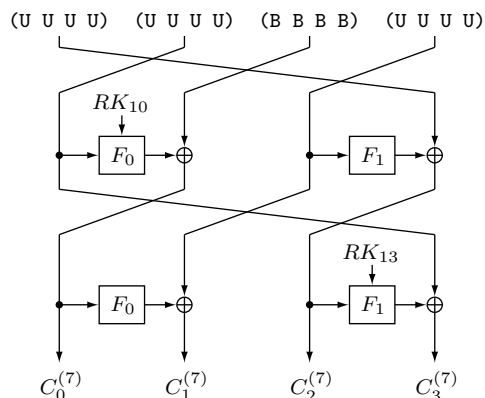 (U U U U) (U U U U) (B B B B) (U U U U)
RK₁₀
F₀ F₁
RK₁₃
F₀ F₁
C₀⁽⁷⁾ C₁⁽⁷⁾ C₂⁽⁷⁾ C₃⁽⁷⁾